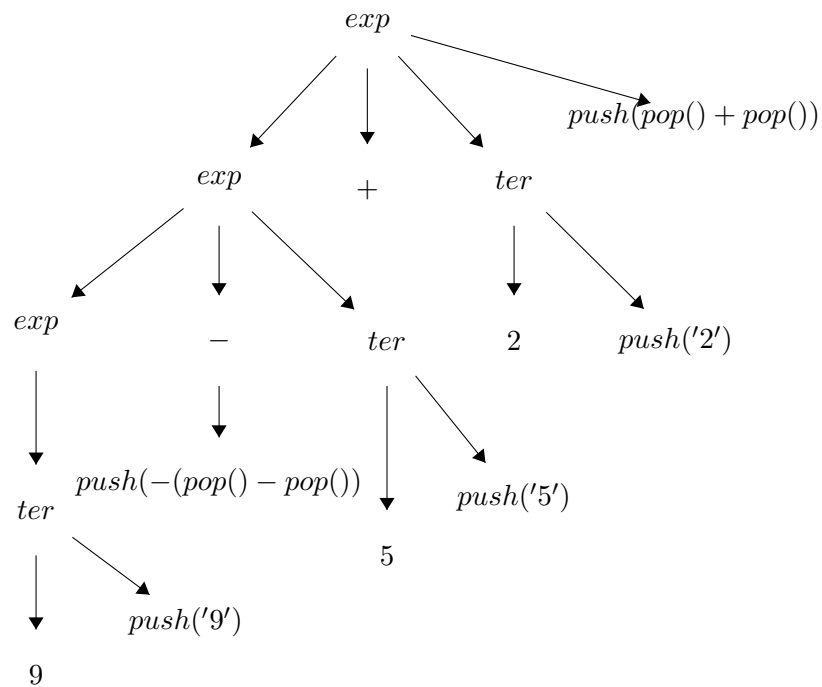 exp
push(pop() + pop())
exp
+
ter
exp
−
ter
2
push('2')
push(−(pop() − pop())
push('5')
ter
5
push('9')
9